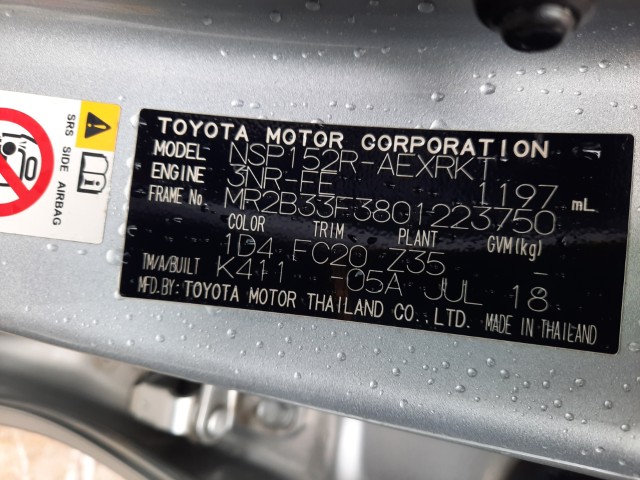 SRS SIDE AIRBAG
TOYOTA MOTOR CORPORATION
MODEL NSP152R-AEXRKT
ENGINE 3NR-FE 1197 mL
FRAME No. MR2B33F3801223750
COLOR TRIM PLANT GVM(kg)
1D4 FC20 Z35 -
TM/A/BUILT K411 -05A JUL 18
MFD.BY: TOYOTA MOTOR THAILAND CO.,LTD. MADE IN THAILAND